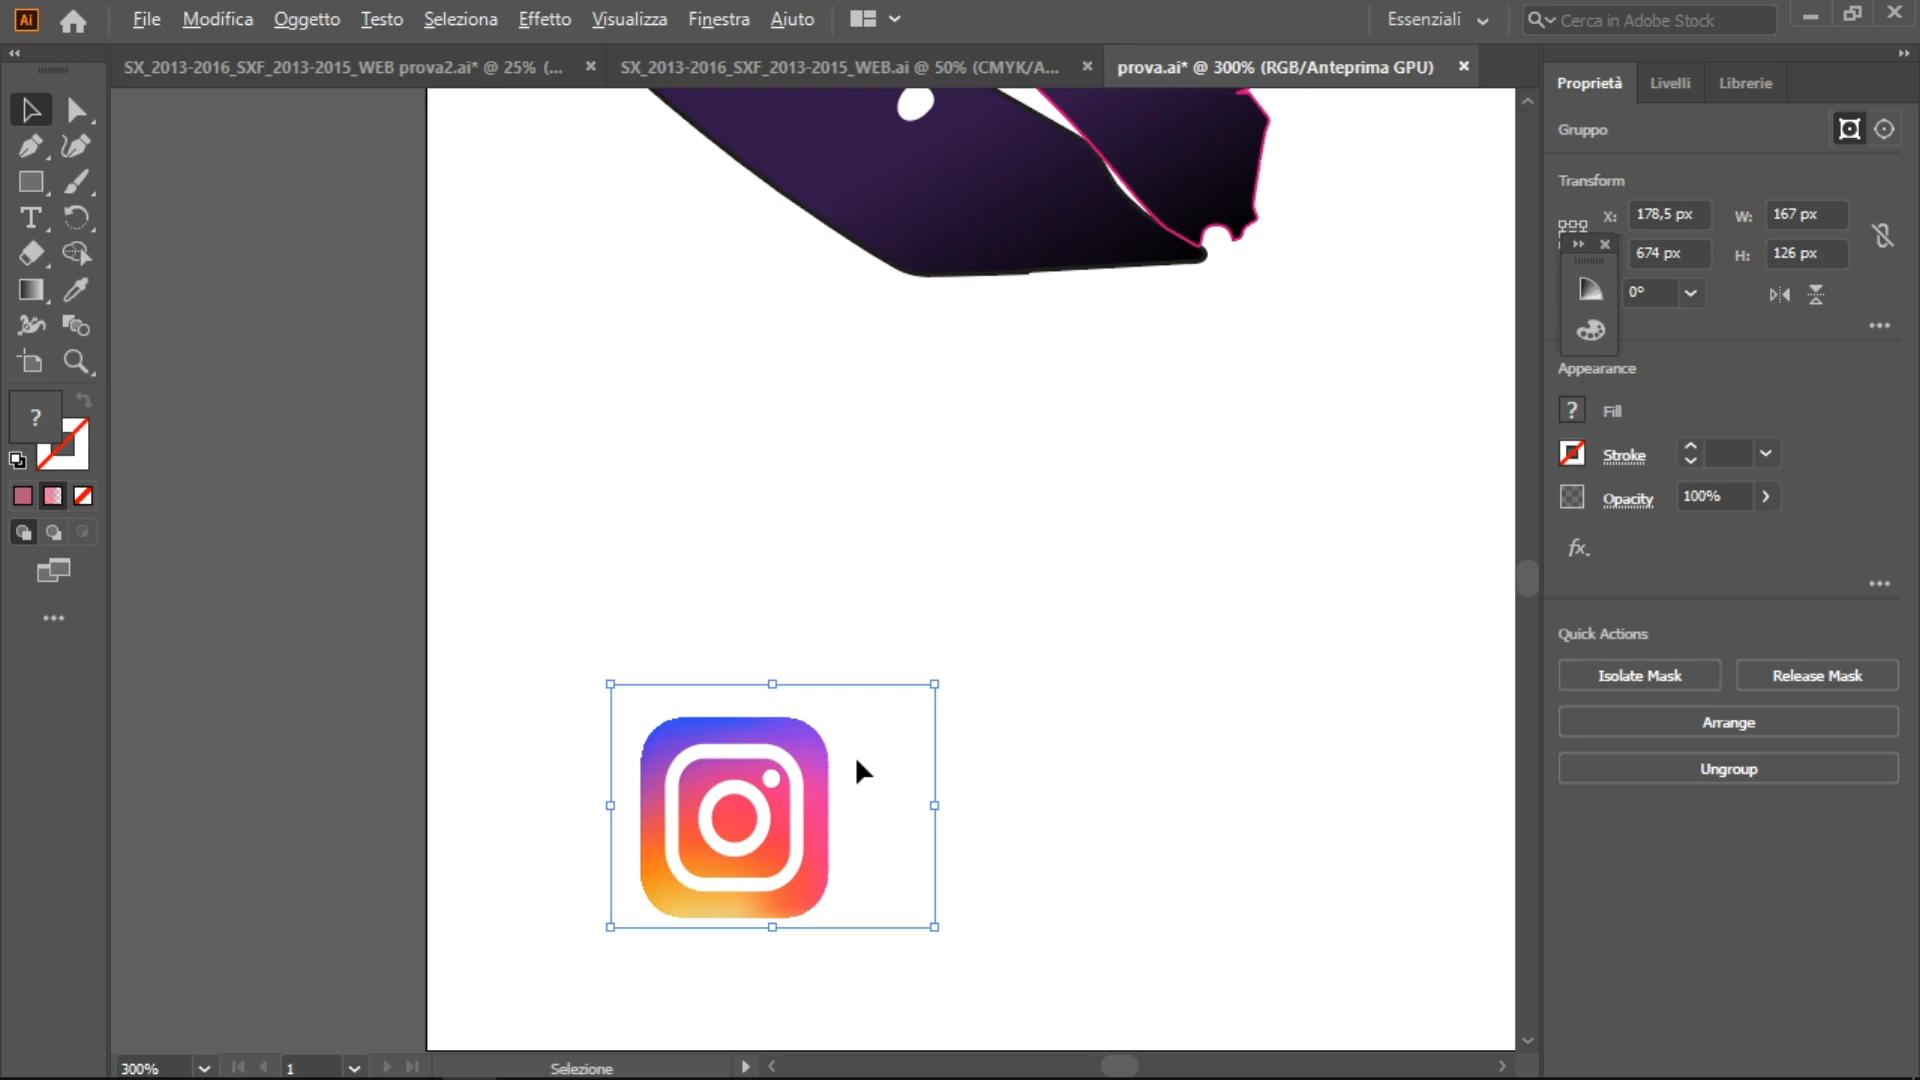 Ai File Modifica Oggetto Testo Seleziona Effetto Visualizza Finestra Aiuto Essenziali Cerca in Adobe Stock
SX_2013-2016_SXF_2013-2015_WEB prova2.ai* @ 25% (... SX_2013-2016_SXF_2013-2015_WEB.ai @ 50% (CMYK/A... prova.ai* @ 300% (RGB/Anteprima GPU)
Proprietà Livelli Librerie
Gruppo
Transform
X: 178,5 px W: 167 px
674 px H: 126 px
0°
Appearance
? Fill
Stroke
Opacity 100%
fx.
Quick Actions
Isolate Mask Release Mask
Arrange
Ungroup
T
?
300% 1 Selezione